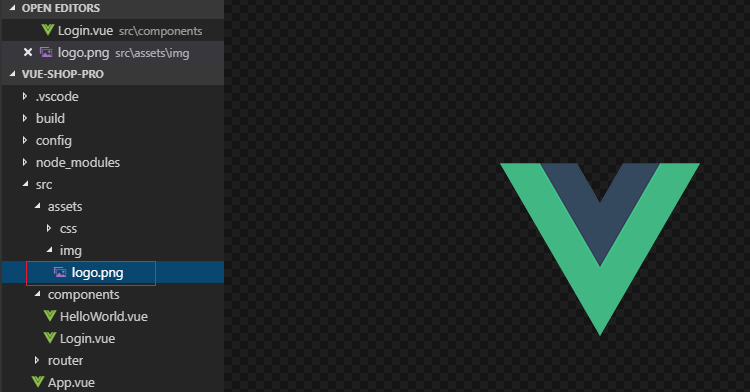 OPEN EDITORS
Login.vue src\components
logo.png src\assets\img
VUE-SHOP-PRO
.vscode
build
config
node_modules
src
assets
css
img
logo.png
components
HelloWorld.vue
Login.vue
router
App.vue